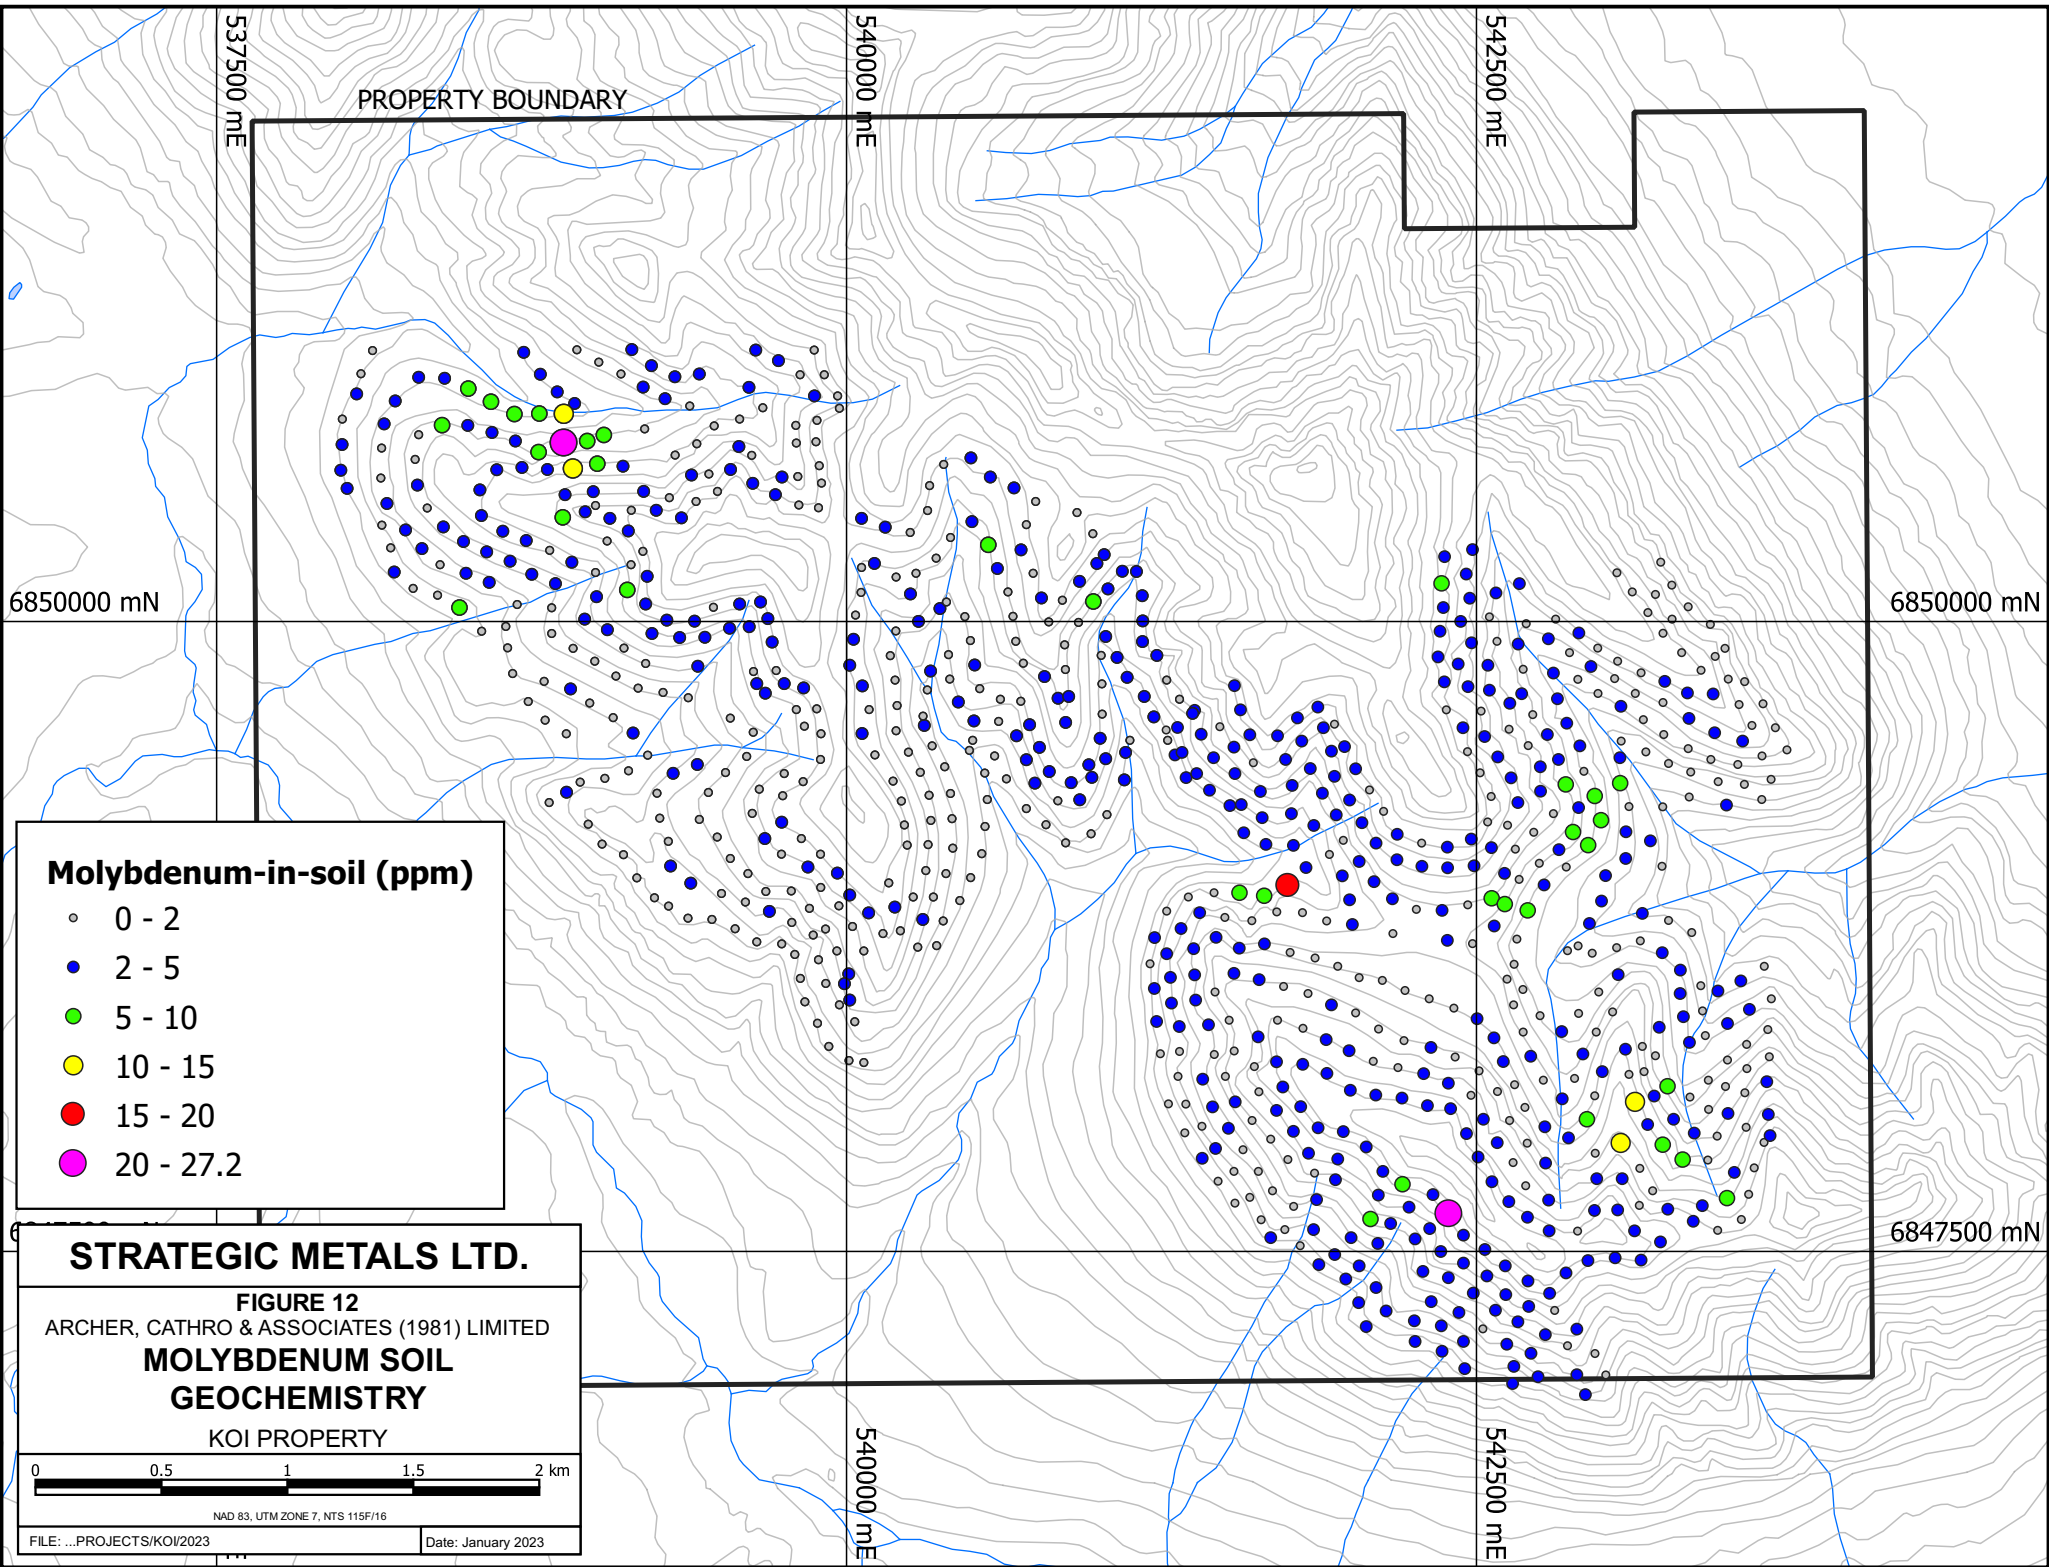 537500 mE
540000 mE
542500 mE
PROPERTY BOUNDARY
6850000 mN
6850000 mN
Molybdenum-in-soil (ppm)
0 - 2
2 - 5
5 - 10
10 - 15
15 - 20
20 - 27.2
6847500 mN
STRATEGIC METALS LTD.
FIGURE 12
ARCHER, CATHRO & ASSOCIATES (1981) LIMITED
MOLYBDENUM SOIL
GEOCHEMISTRY
KOI PROPERTY
0 0.5 1 1.5 2 km
NAD 83, UTM ZONE 7, NTS 115F/16
FILE: ...PROJECTS/KOI/2023
Date: January 2023
540000 mE
542500 mE